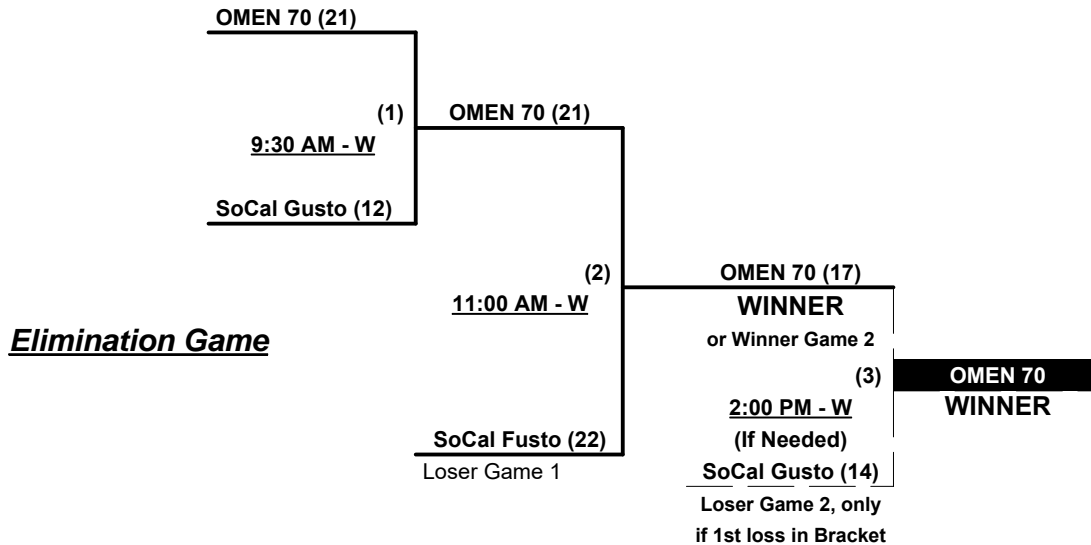 OMEN 70 (21)
(1)
OMEN 70 (21)
9:30 AM - W
SoCal Gusto (12)
(2)
OMEN 70 (17)
11:00 AM - W
WINNER
Elimination Game
or Winner Game 2
(3)
OMEN 70
2:00 PM - W
WINNER
(If Needed)
SoCal Fusto (22)
Loser Game 1
SoCal Gusto (14)
Loser Game 2, only
if 1st loss in Bracket